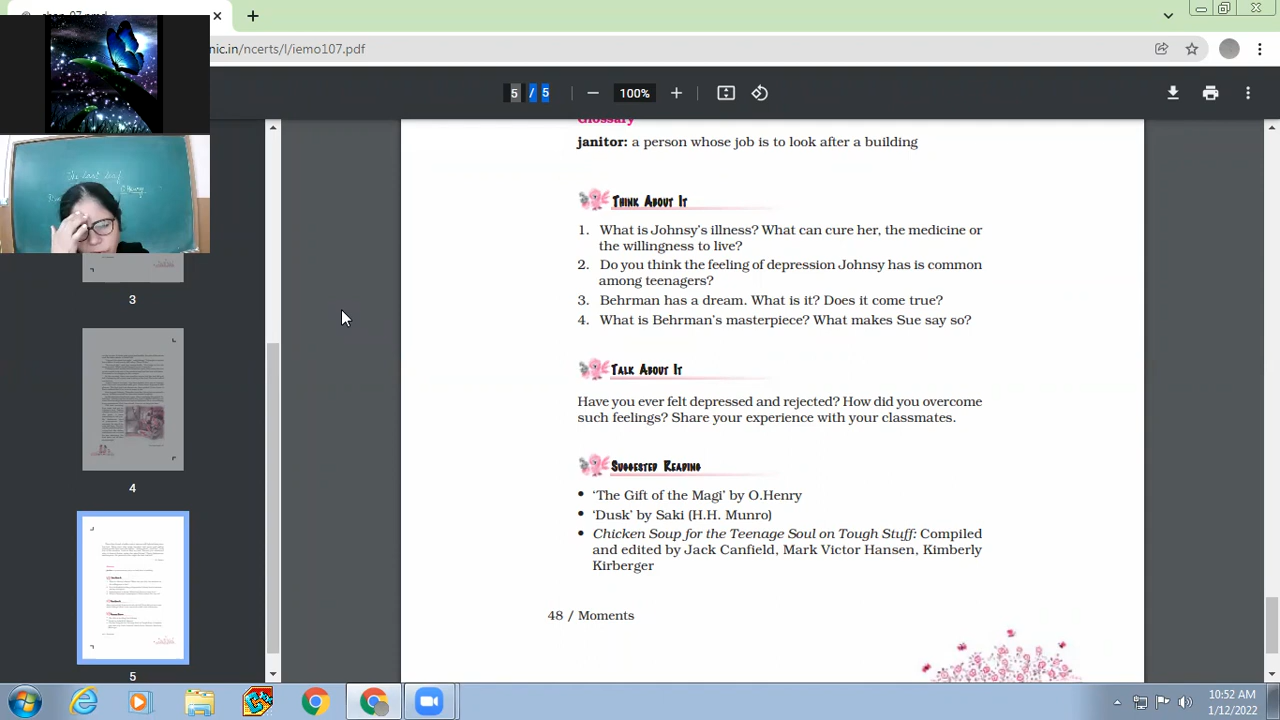 nic.in/ncerts/l/iemo107.pdf
5 / 5
100%
Glossary
janitor: a person whose job is to look after a building
The Last Leaf
O.Henry
THINK ABOUT IT
1. What is Johnsy's illness? What can cure her, the medicine or
the willingness to live?
2. Do you think the feeling of depression Johnsy has is common
among teenagers?
3. Behrman has a dream. What is it? Does it come true?
4. What is Behrman's masterpiece? What makes Sue say so?
3
TALK ABOUT IT
Have you ever felt depressed and rejected? How did you overcome
such feelings? Share your experience with your classmates.
SUGGESTED READING
4
• 'The Gift of the Magi' by O.Henry
• 'Dusk' by Saki (H.H. Munro)
• Chicken Soup for the Teenage Soul on Tough Stuff: Compiled
and edited by Jack Canfield, Mark Victor Hansen, Kimberly
Kirberger
/ Moments
5
10:52 AM
1/12/2022